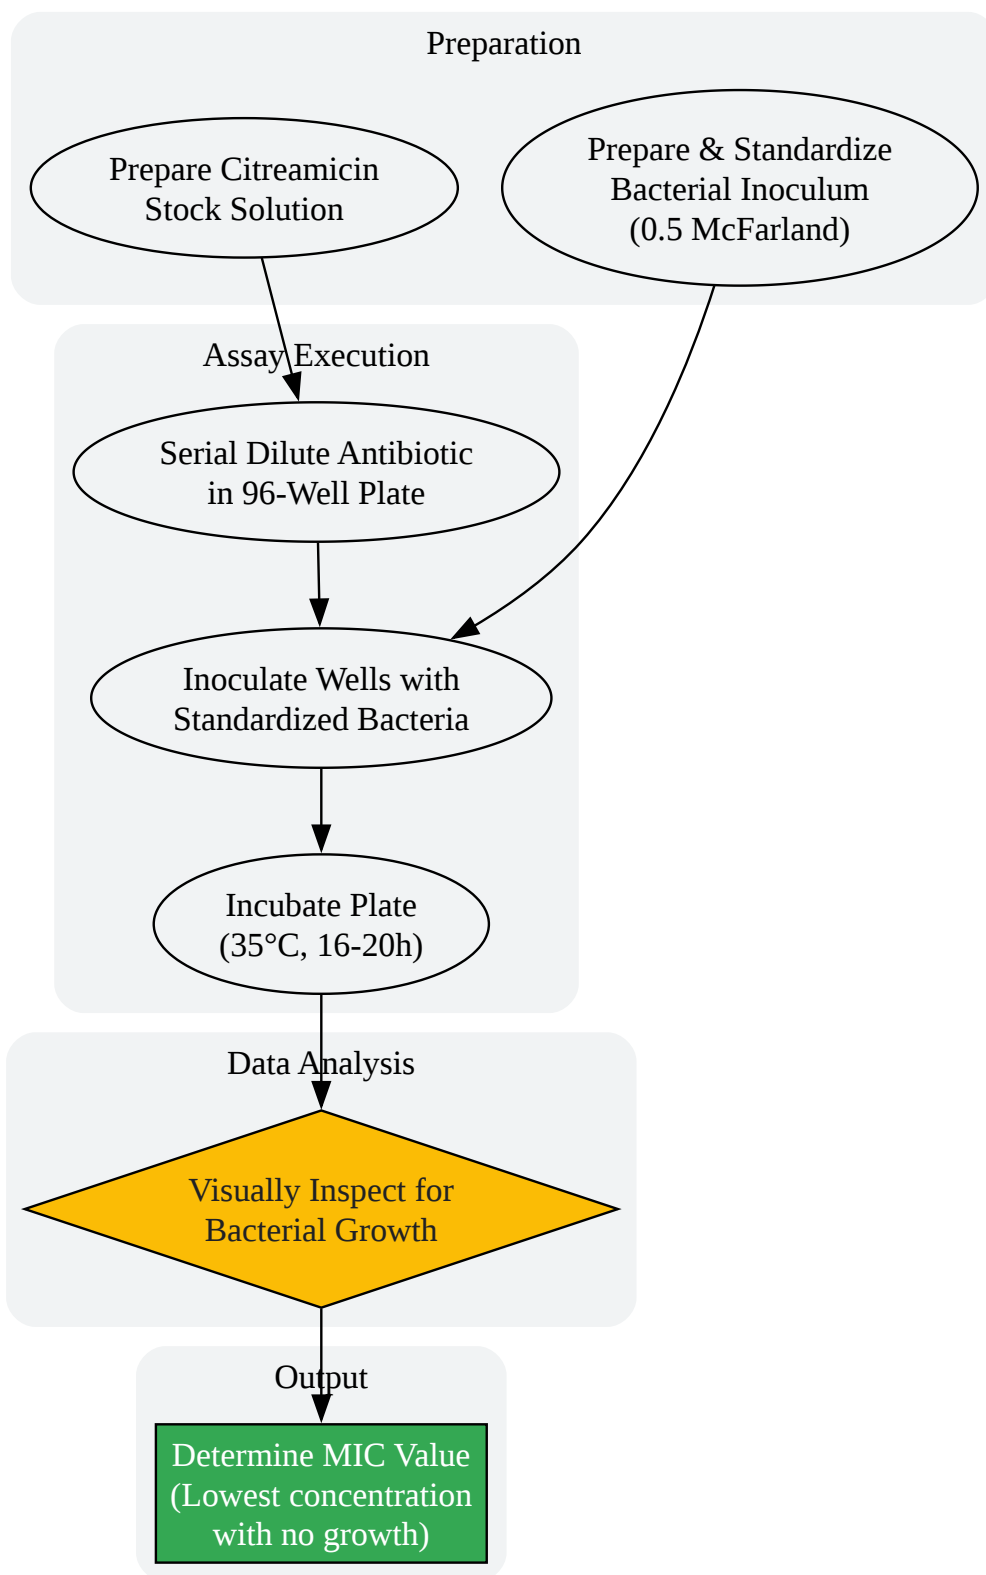 Preparation
Prepare Citreamicin
Stock Solution
Prepare & Standardize
Bacterial Inoculum
(0.5 McFarland)
Assay Execution
Serial Dilute Antibiotic
in 96-Well Plate
Inoculate Wells with
Standardized Bacteria
Incubate Plate
(35°C, 16-20h)
Data Analysis
Visually Inspect for
Bacterial Growth
Output
Determine MIC Value
(Lowest concentration
with no growth)